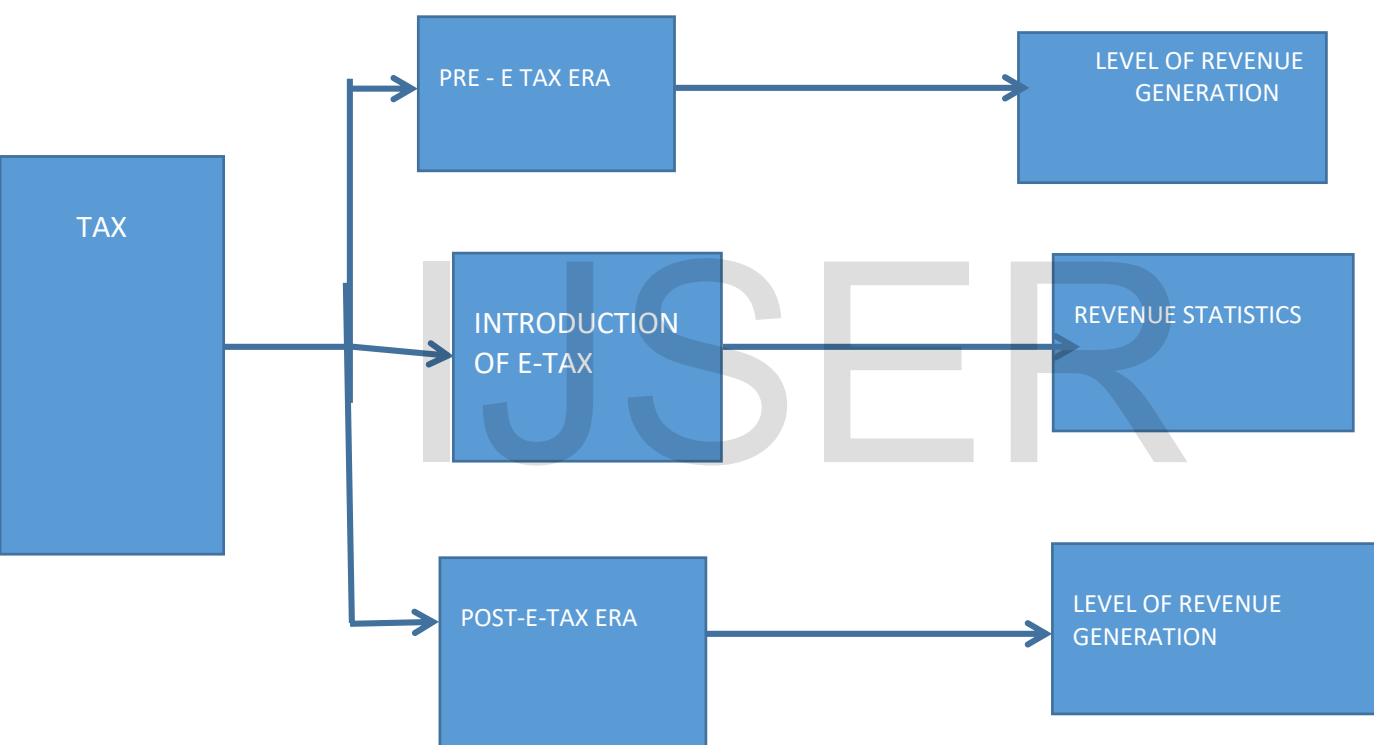 PRE - E TAX ERA
LEVEL OF REVENUE
GENERATION
TAX
INTRODUCTION
OF E-TAX
REVENUE STATISTICS
IJSER
POST-E-TAX ERA
LEVEL OF REVENUE
GENERATION